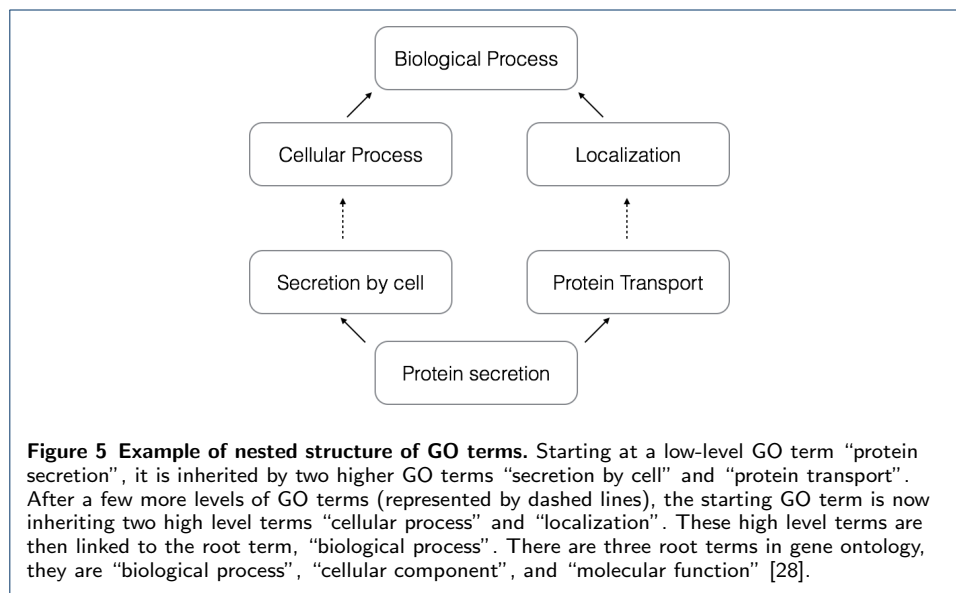 Biological Process
Cellular Process
Localization
Secretion by cell
Protein Transport
Protein secretion
Figure 5 Example of nested structure of GO terms. Starting at a low-level GO term “protein
secretion”, it is inherited by two higher GO terms “secretion by cell” and “protein transport”.
After a few more levels of GO terms (represented by dashed lines), the starting GO term is now
inheriting two high level terms “cellular process” and “localization”. These high level terms are
then linked to the root term, “biological process”. There are three root terms in gene ontology,
they are “biological process”, “cellular component”, and “molecular function” [28].